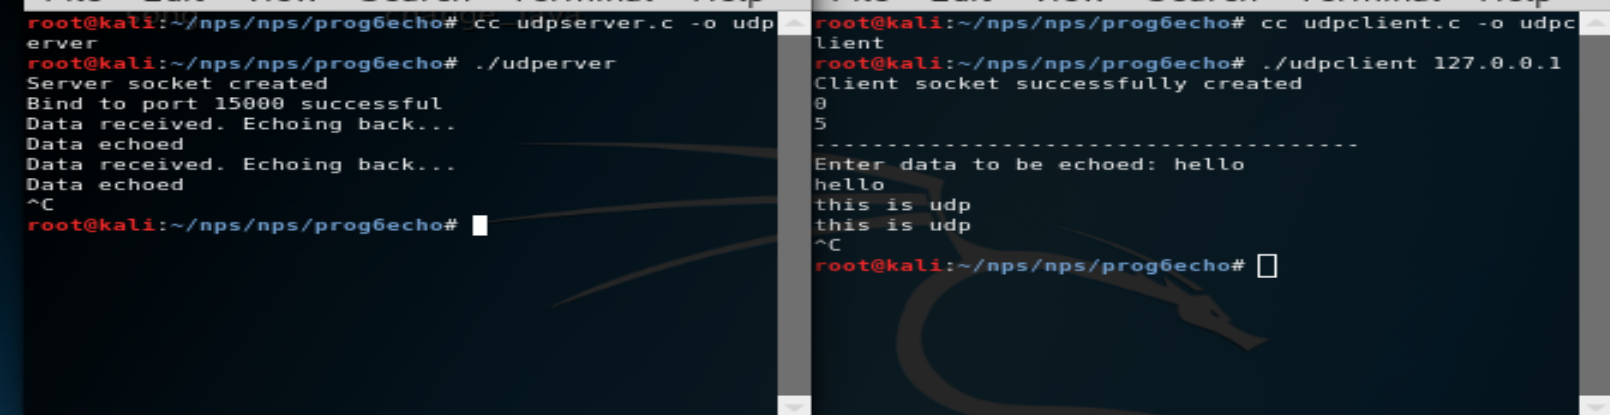 root@kali:~/nps/nps/prog6echo# cc udpserver.c -o udp
erver
root@kali:~/nps/nps/prog6echo# ./udperver
Server socket created
Bind to port 15000 successful
Data received. Echoing back...
Data echoed
Data received. Echoing back...
Data echoed
^C
root@kali:~/nps/nps/prog6echo#
root@kali:~/nps/nps/prog6echo# cc udpclient.c -o udpc
lient
root@kali:~/nps/nps/prog6echo# ./udpclient 127.0.0.1
Client socket successfully created
0
5
--------------------------------------
Enter data to be echoed: hello
hello
this is udp
this is udp
^C
root@kali:~/nps/nps/prog6echo#